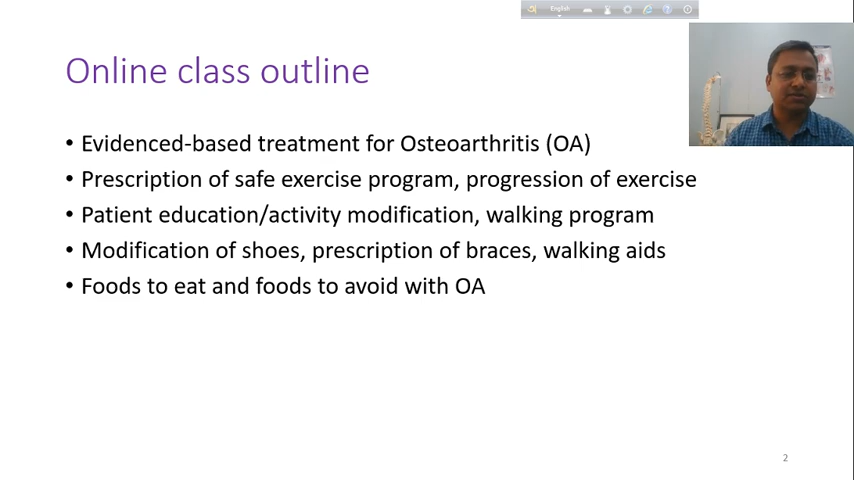 English
Online class outline
• Evidenced-based treatment for Osteoarthritis (OA)
• Prescription of safe exercise program, progression of exercise
• Patient education/activity modification, walking program
• Modification of shoes, prescription of braces, walking aids
• Foods to eat and foods to avoid with OA
2